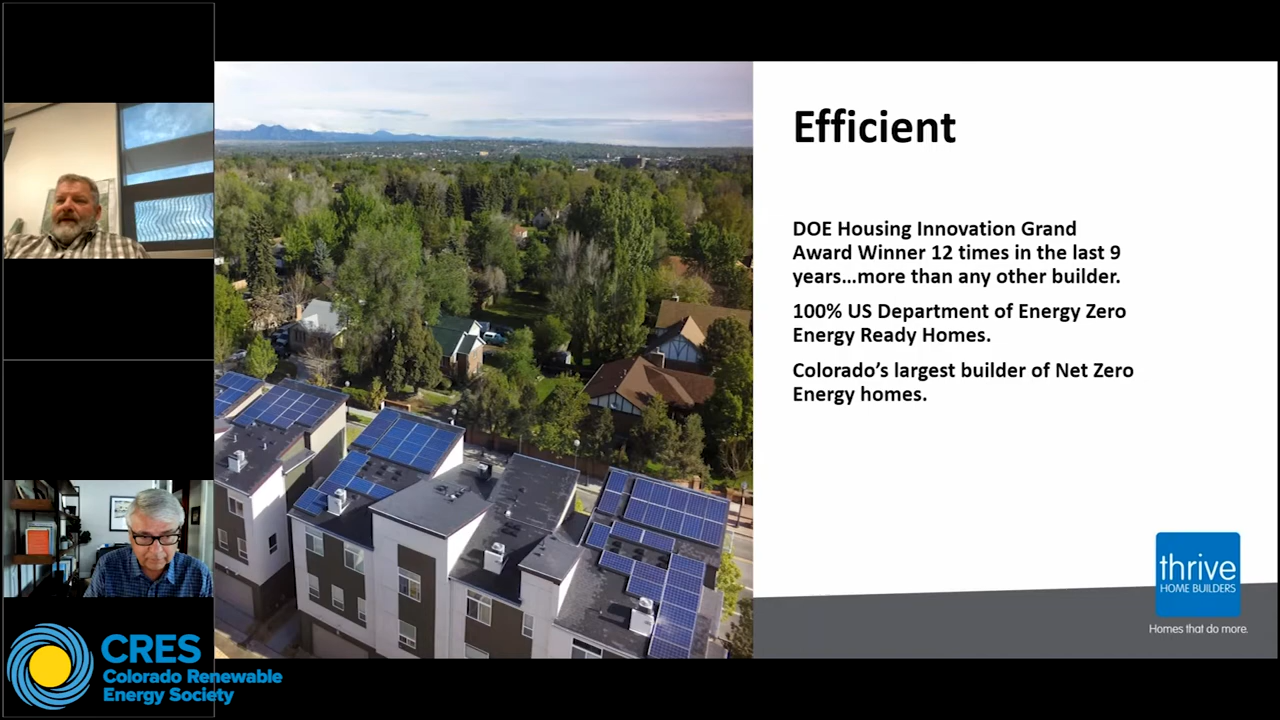 Efficient
DOE Housing Innovation Grand
Award Winner 12 times in the last 9
years…more than any other builder.
100% US Department of Energy Zero
Energy Ready Homes.
Colorado’s largest builder of Net Zero
Energy homes.
thrive
HOME BUILDERS
Homes that do more.
CRES
Colorado Renewable
Energy Society